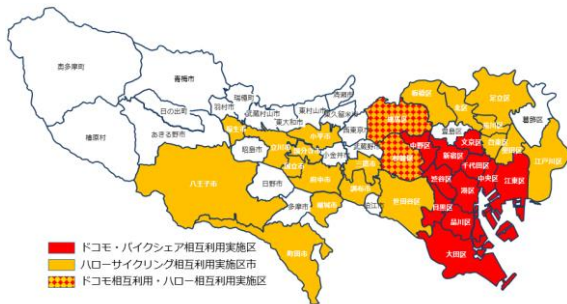 奥多摩町
青梅市
日の出町
檜原村
あきる野市
羽村市
瑞穂町
武蔵村山市
東大和市
東村山市
福生市
昭島市
立川市
小平市
国分寺市
国立市
小金井市
西東京市
武蔵野市
三鷹市
八王子市
日野市
府中市
調布市
狛江市
多摩市
稲城市
町田市
練馬区
板橋区
北区
足立区
葛飾区
豊島区
荒川区
台東区
江戸川区
中野区
杉並区
新宿区
文京区
千代田区
中央区
江東区
渋谷区
港区
世田谷区
目黒区
品川区
大田区
ドコモ・バイクシェア相互利用実施区
ハローサイクリング相互利用実施区市
ドコモ相互利用・ハロー相互利用実施区